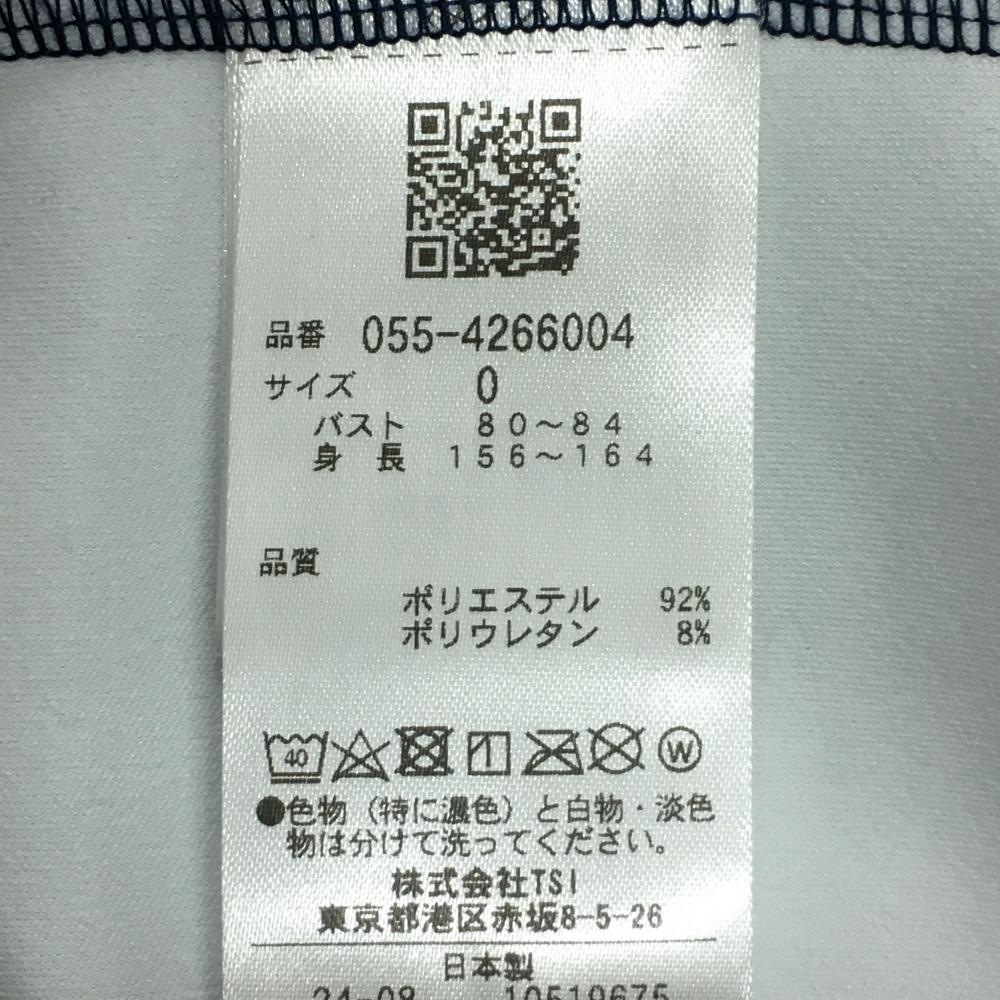 品番 055-4266004
サイズ 0
バスト 80~84
身長 156~164
品質
ポリエステル 92%
ポリウレタン 8%
40 W
●色物(特に濃色)と白物・淡色
物は分けて洗ってください。
株式会社TSI
東京都港区赤坂8-5-26
日本製
24-08 10519675